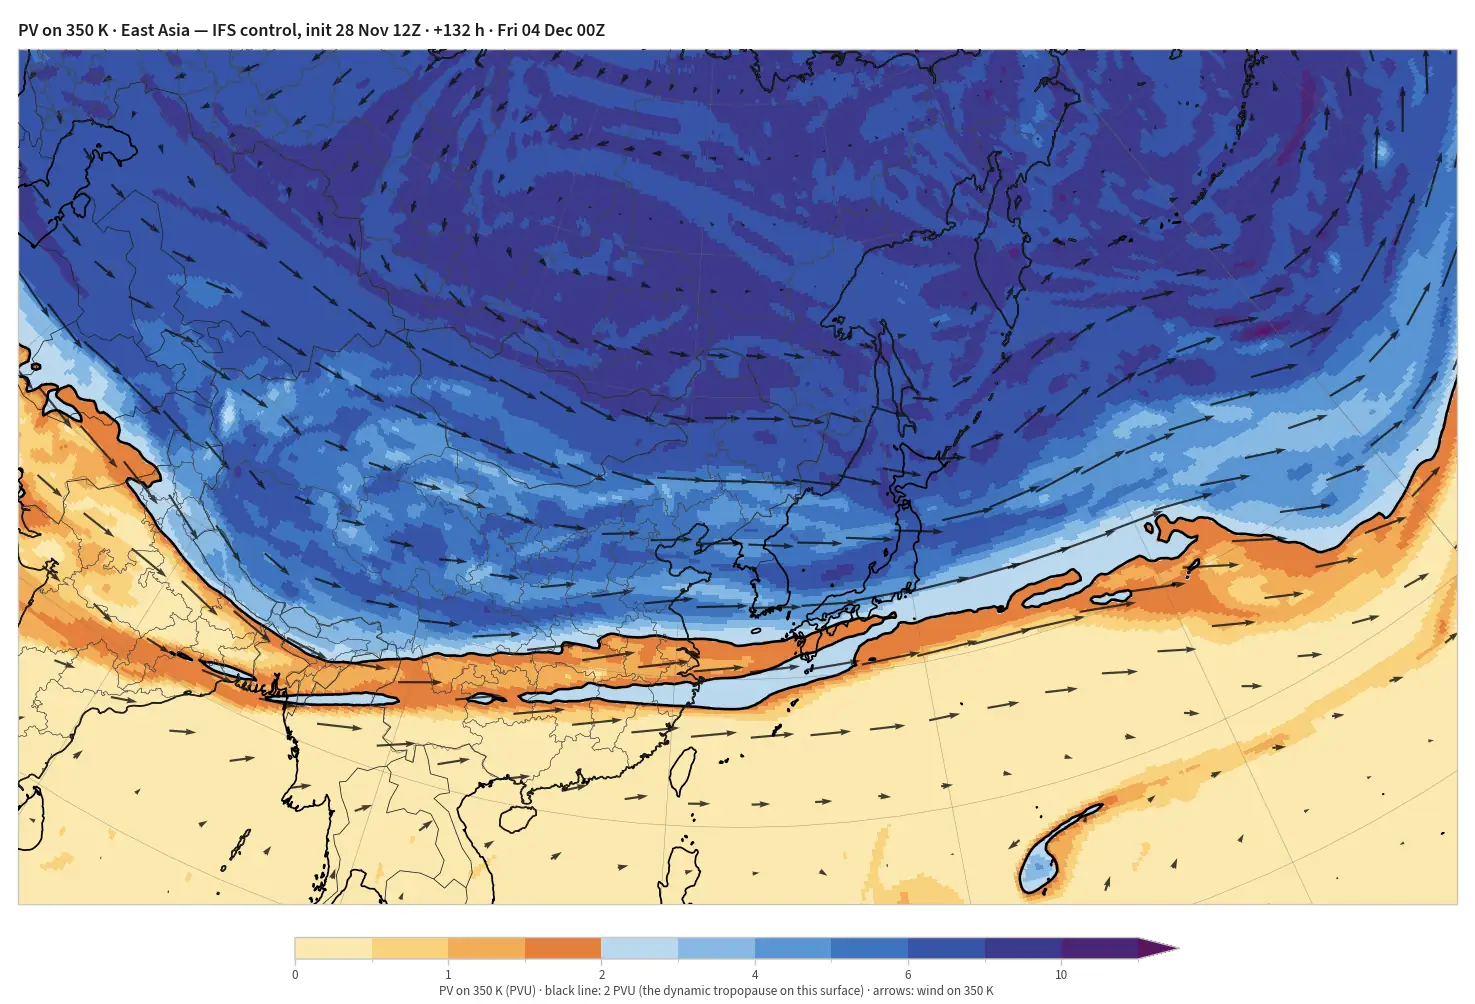 PV on 350 K · East Asia — IFS control, init 28 Nov 12Z · +132 h · Fri 04 Dec 00Z
0 1 2 4 6 10
PV on 350 K (PVU) · black line: 2 PVU (the dynamic tropopause on this surface) · arrows: wind on 350 K